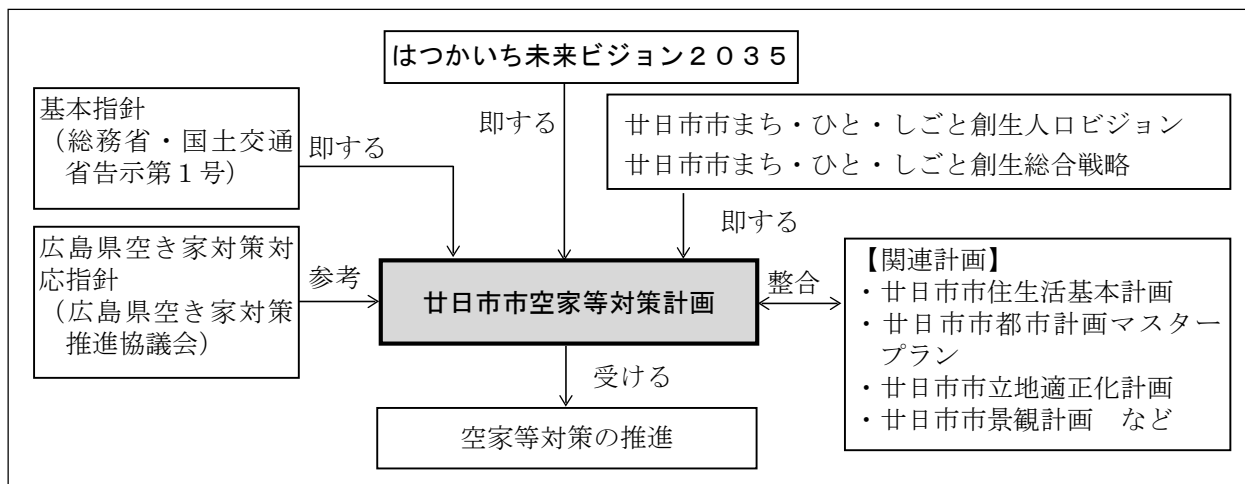 はつかいち未来ビジョン２０３５
基本指針
（総務省・国土交通
省告示第１号）
即する
即する
廿日市市まち・ひと・しごと創生人口ビジョン
廿日市市まち・ひと・しごと創生総合戦略
即する
広島県空き家対策対
応指針
（広島県空き家対策
推進協議会）
参考
廿日市市空家等対策計画
整合
【関連計画】
・廿日市市住生活基本計画
・廿日市市都市計画マスター
プラン
・廿日市市立地適正化計画
・廿日市市景観計画　など
受ける
空家等対策の推進